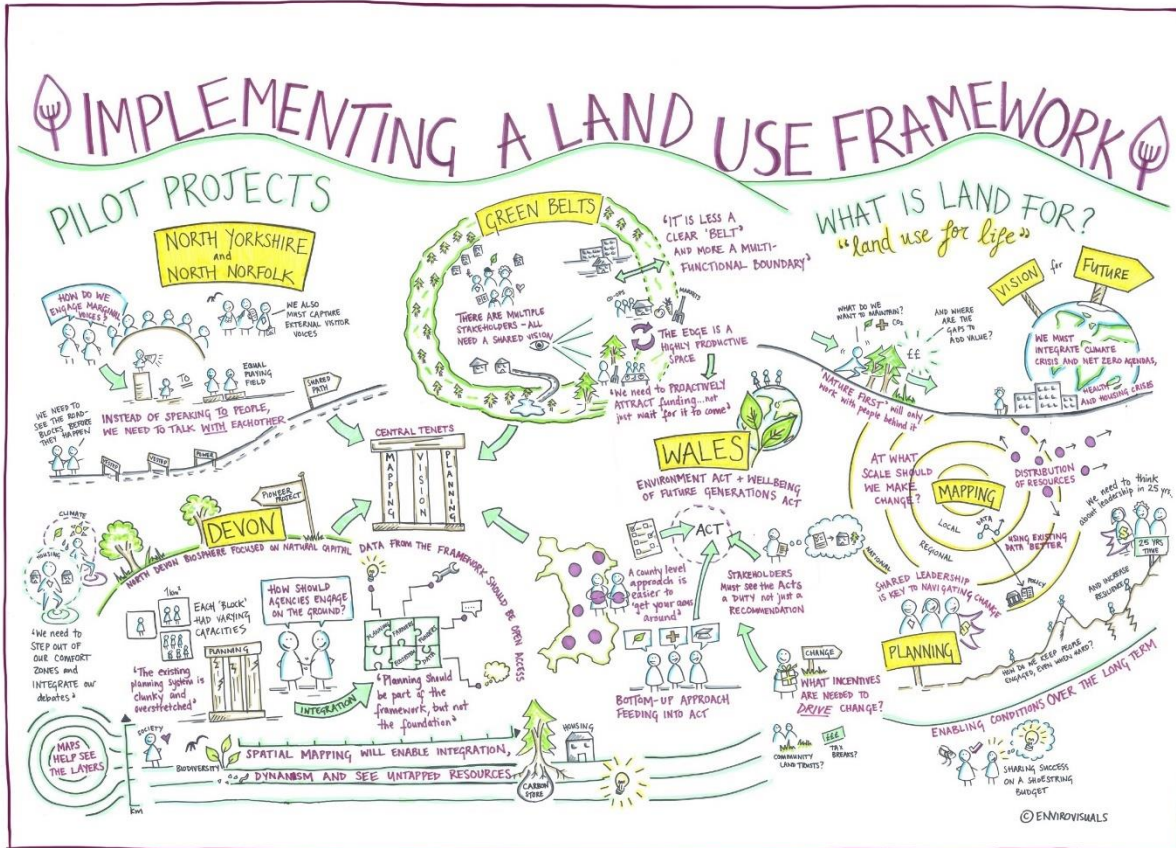 IMPLEMENTING A LAND USE FRAMEWORK
PILOT PROJECTS
NORTH YORKSHIRE
and
NORTH NORFOLK
HOW DO WE
ENGAGE MARGINAL
VOICES?
WE ALSO
MUST CAPTURE
EXTERNAL VISITOR
VOICES
TO
EQUAL
PLAYING
FIELD
INSTEAD OF SPEAKING TO PEOPLE,
WE NEED TO TALK WITH EACHOTHER
SHARED
PATH
WE NEED TO
SEE THE ROAD-
BLOCKS BEFORE
THEY HAPPEN
VESTED
POWER
GREEN BELTS
'IT IS LESS A
CLEAR 'BELT'
AND MORE A MULTI-
FUNCTIONAL BOUNDARY'
THERE ARE MULTIPLE
STAKEHOLDERS - ALL
NEED A SHARED VISION
CO-OPS
MARKETS
THE EDGE IS A
HIGHLY PRODUCTIVE
SPACE
'We need to PROACTIVELY
ATTRACT funding...not
just wait for it to come'
CENTRAL TENETS
MAPPING
VISION
PLANNING
WHAT IS LAND FOR?
"land use for life"
VISION for FUTURE
WHAT DO WE
WANT TO MAINTAIN?
CO₂
AND WHERE
ARE THE
GAPS TO
ADD VALUE?
££
'NATURE FIRST' will only
work with people behind it
WE MUST
INTEGRATE CLIMATE
CRISIS AND NET ZERO AGENDAS,
HEALTH
AND HOUSING CRISIS
DEVON
PIONEER
PROJECT
NORTH DEVON BIOSPHERE FOCUSED ON NATURAL CAPITAL
CLIMATE
HOUSING
'We need to
STEP OUT OF
OUR COMFORT
ZONES and
INTEGRATE our
debates'
1km²
EACH 'BLOCK'
HAD VARYING
CAPACITIES
'The existing
planning system is
clunky and
overstretched'
PLANNING
HOW SHOULD
AGENCIES ENGAGE
ON THE GROUND?
INTEGRATION
DATA FROM THE FRAMEWORK SHOULD BE OPEN ACCESS
PLANNING
FARMERS
FUNDERS
ECOSYSTEM
DATA
'Planning should
be part of the
framework, but not
the foundation'
WALES
ENVIRONMENT ACT + WELLBEING
OF FUTURE GENERATIONS ACT
ACT
A county level
approach is
easier to
'get your arms
around'
STAKEHOLDERS
Must see the Acts
a DUTY not just a
RECOMMENDATION
BOTTOM-UP APPROACH
FEEDING INTO ACT
CHANGE
WHAT INCENTIVES
ARE NEEDED TO
DRIVE CHANGE?
COMMUNITY
LAND TRUSTS?
£££
TAX
BREAKS?
AT WHAT
SCALE SHOULD
WE MAKE
CHANGE?
MAPPING
LOCAL
REGIONAL
NATIONAL
DATA
DISTRIBUTION
OF RESOURCES
USING EXISTING
DATA 'BETTER'
POLICY
We need to think
about leadership in 25 yrs
25 YRS
TIME
SHARED LEADERSHIP
IS KEY TO NAVIGATING CHANGE
PLANNING
AND INCREASE
RESILIENCE
HOW DO WE KEEP PEOPLE
ENGAGED, EVEN WHEN HARD?
ENABLING CONDITIONS OVER THE LONG TERM
SHARING SUCCESS
ON A SHOESTRING
BUDGET
MAPS
HELP SEE
THE LAYERS
KM
SOCIETY
BIODIVERSITY
SPATIAL MAPPING WILL ENABLE INTEGRATION,
DYNAMISM AND SEE UNTAPPED RESOURCES
CARBON
STORE
HOUSING
© ENVIROVISUALS